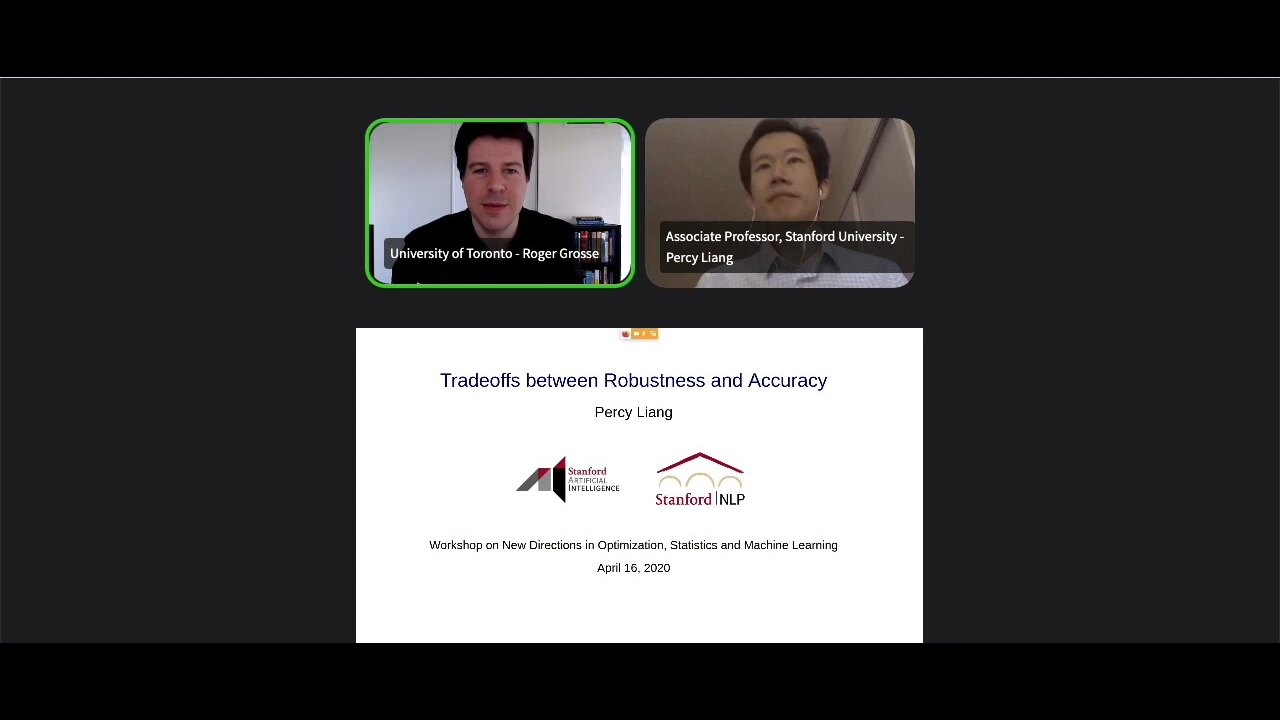 University of Toronto - Roger Grosse
Associate Professor, Stanford University -
Percy Liang
Tradeoffs between Robustness and Accuracy
Percy Liang
Stanford
ARTIFICIAL
INTELLIGENCE
Stanford NLP
Workshop on New Directions in Optimization, Statistics and Machine Learning
April 16, 2020